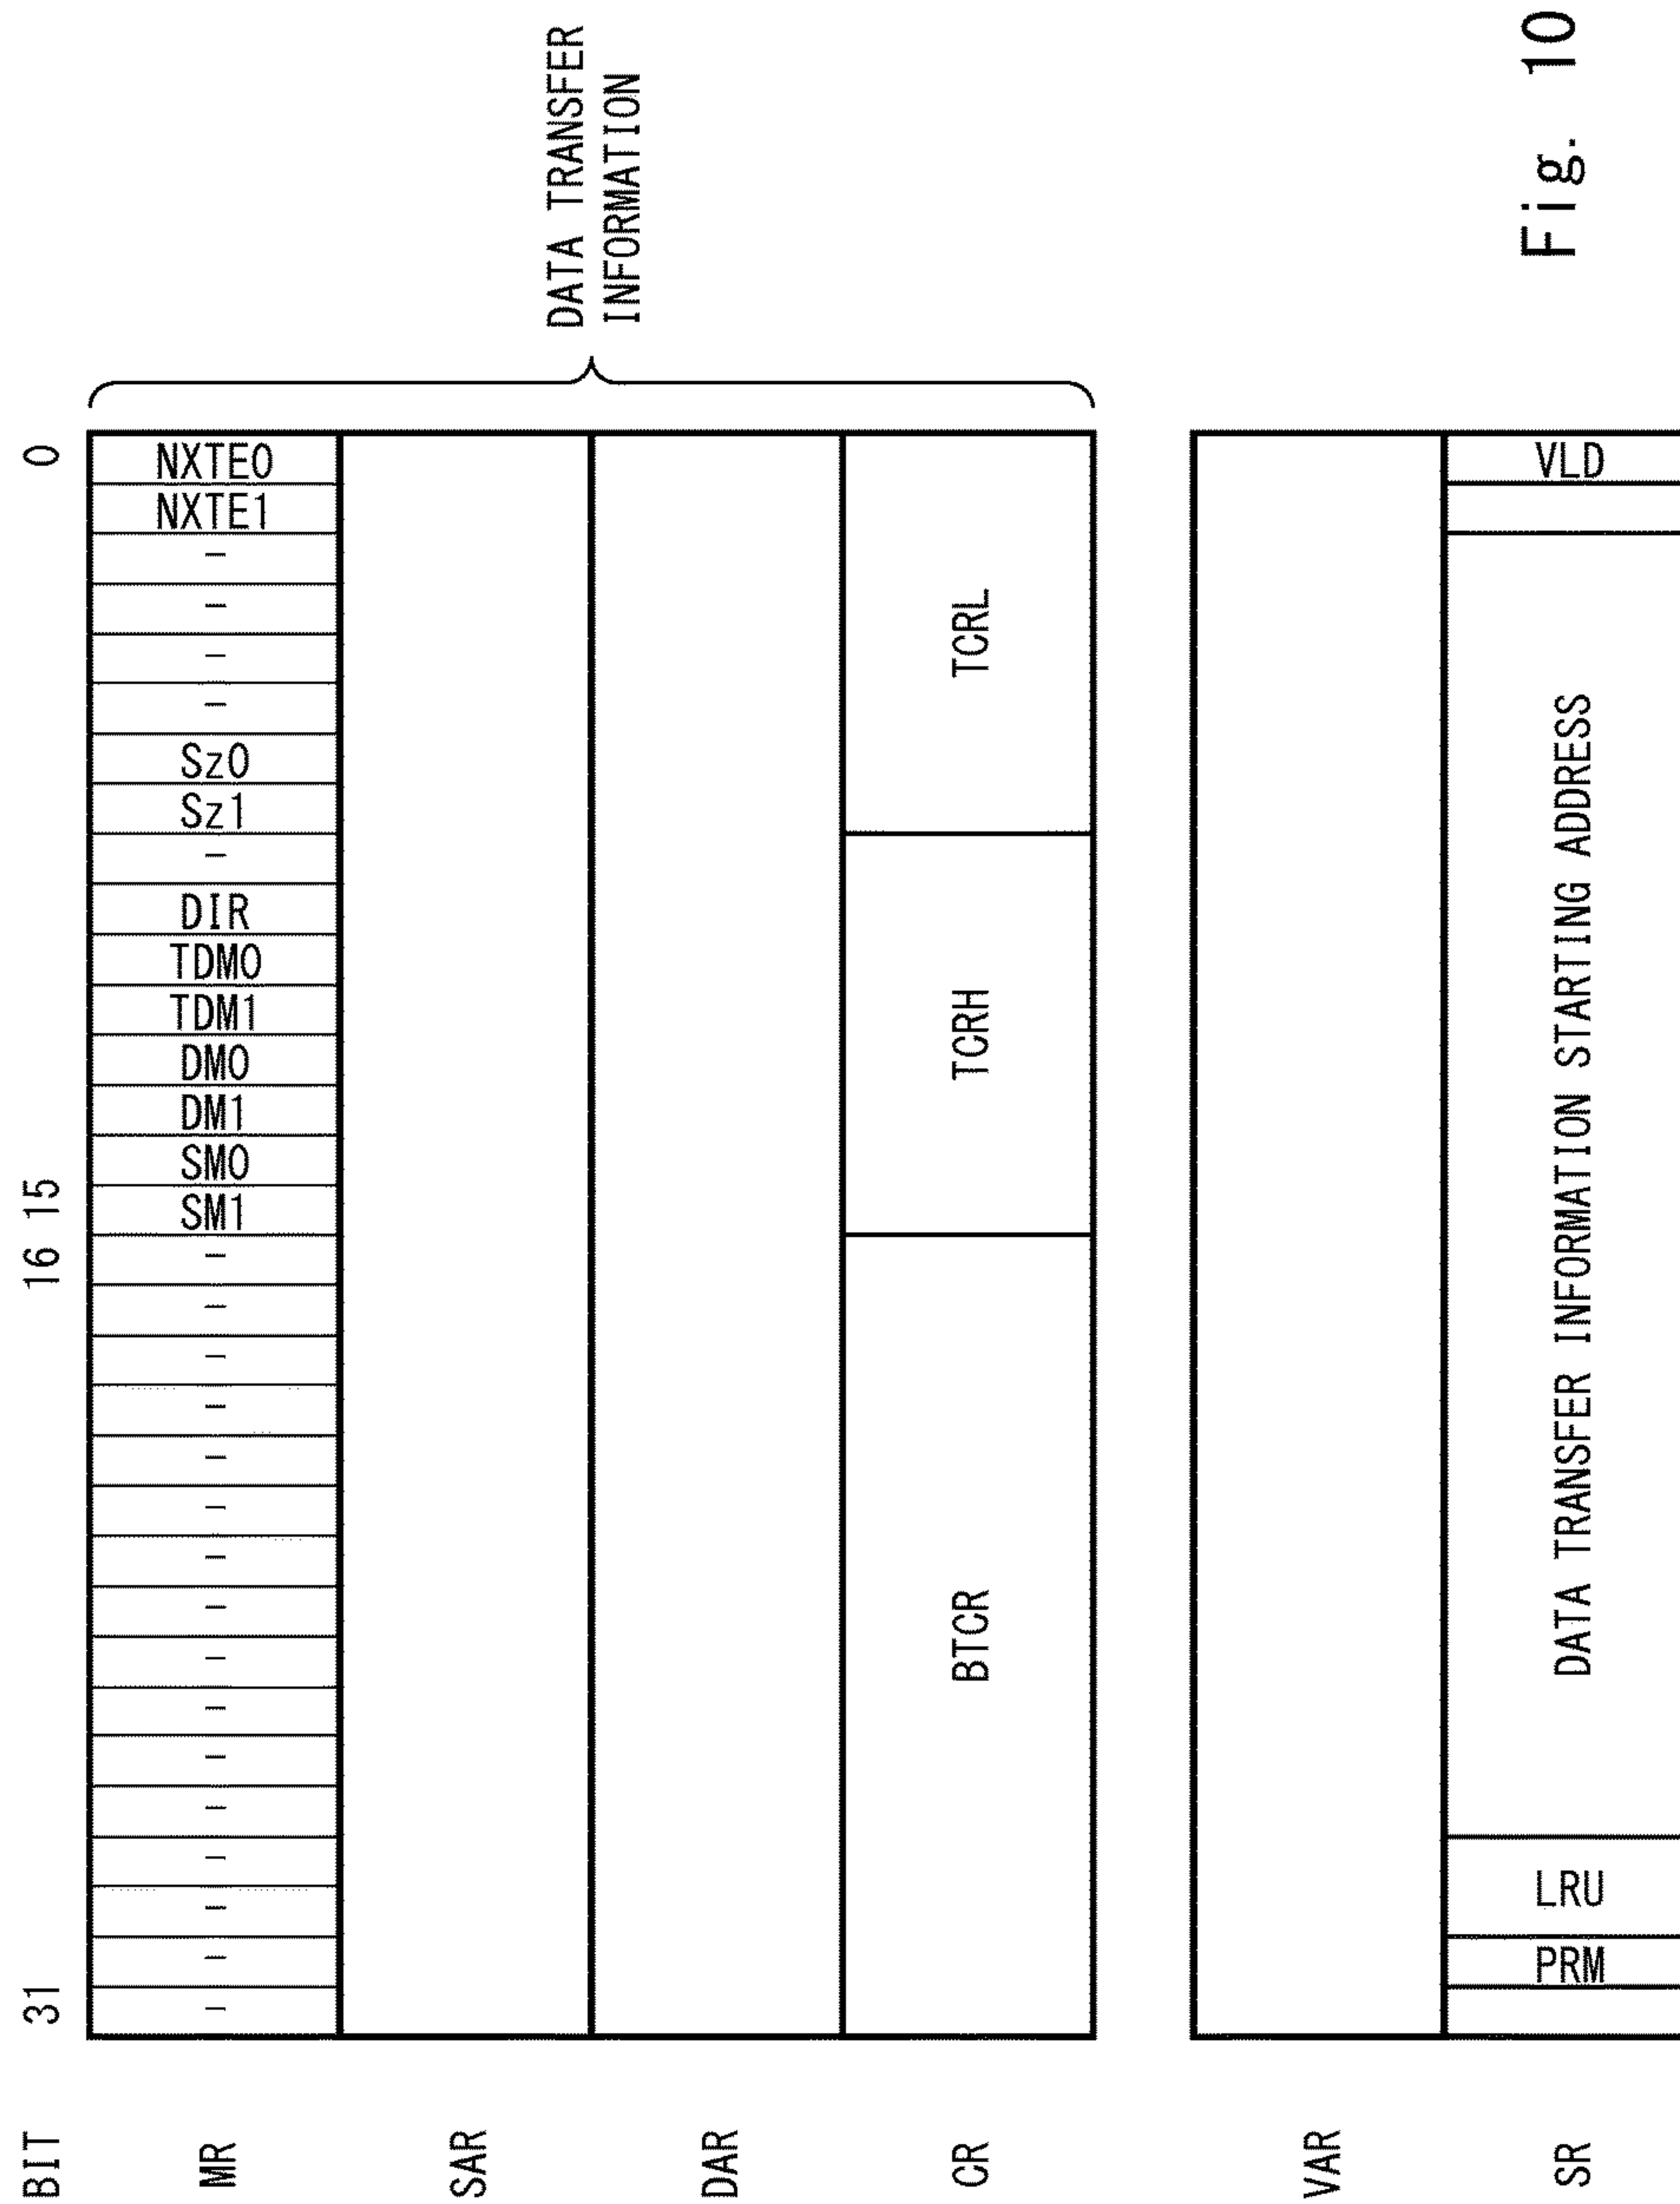 BIT 31 16 15 0
MR - - - - - - - - - - - - - - - - SM1 SM0 DM1 DM0 TDM1 TDM0 DIR - Sz1 Sz0 - - - - NXTE1 NXTE0
SAR
DAR
CR BTCR TCRH TCRL
DATA TRANSFER
INFORMATION
VAR
SR PRM LRU DATA TRANSFER INFORMATION STARTING ADDRESS VLD
Fig. 10